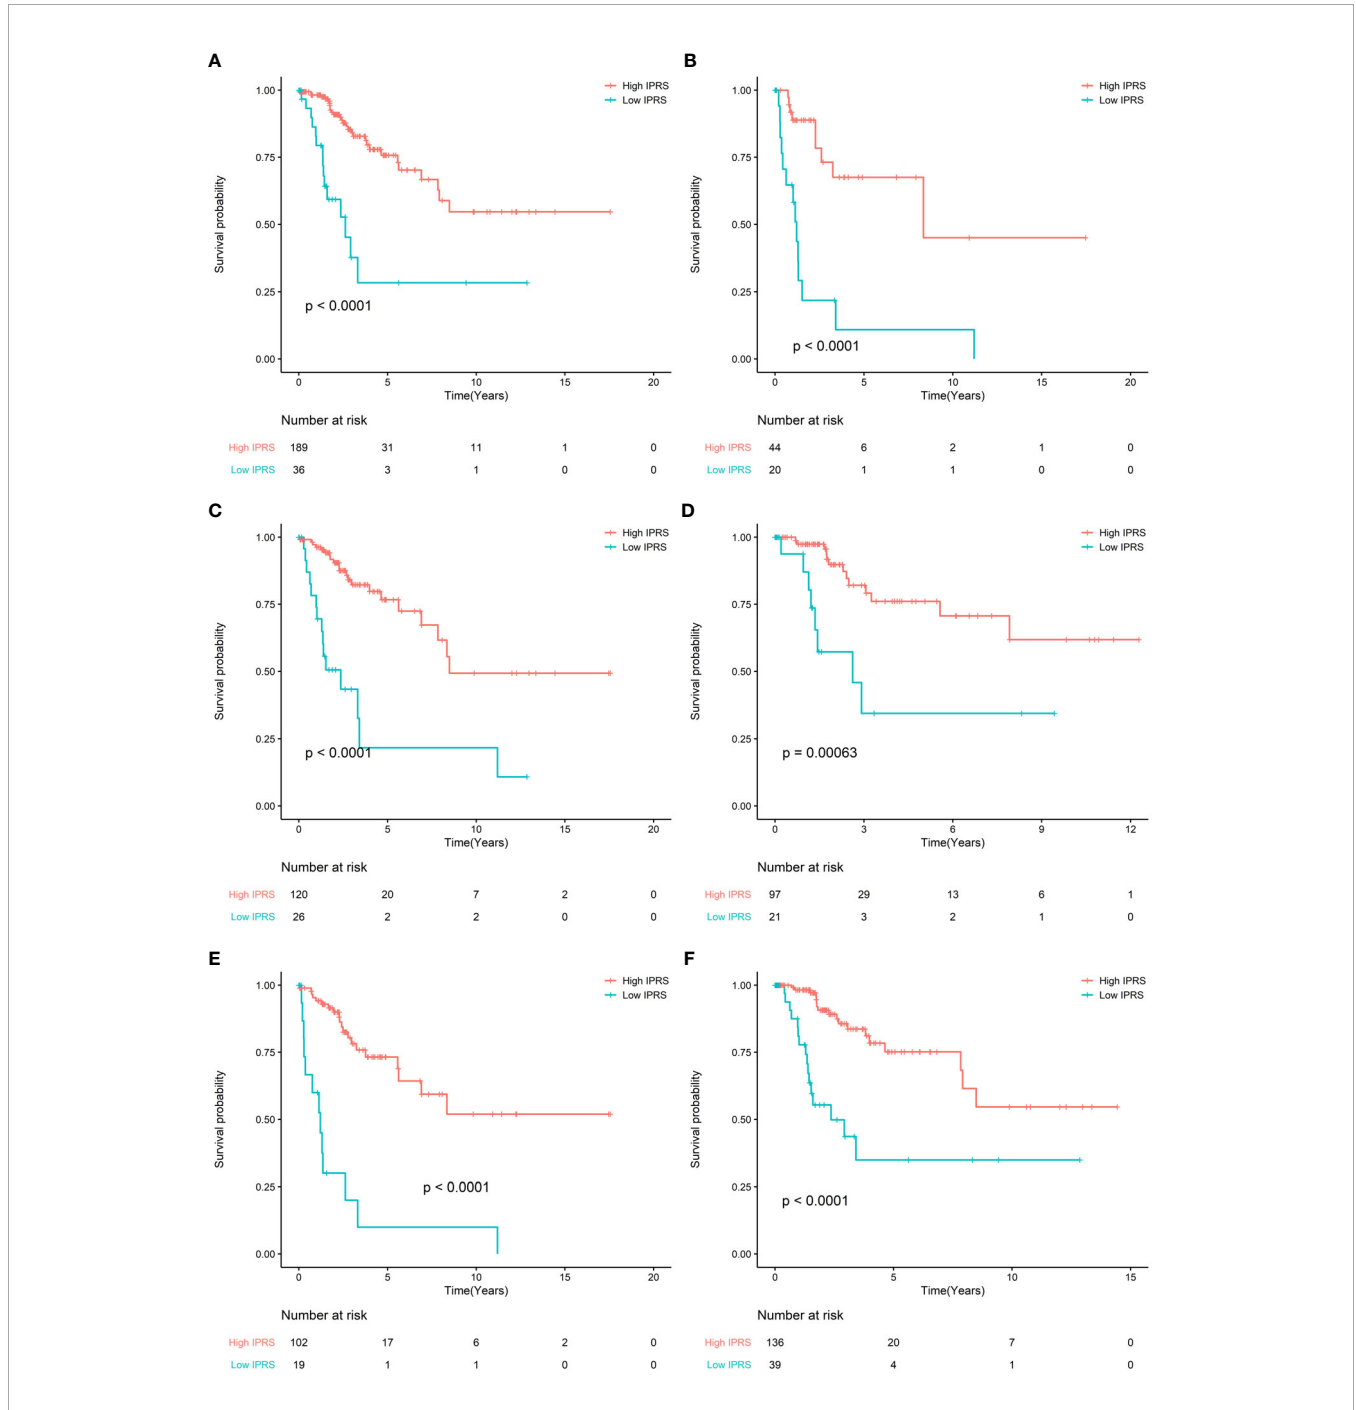 A
High IPRS
Low IPRS
1.00
0.75
0.50
0.25
0.00
Survival probability
p < 0.0001
0 5 10 15 20
Time(Years)
Number at risk
High IPRS 189 31 11 1 0
Low IPRS 36 3 1 0 0
B
High IPRS
Low IPRS
1.00
0.75
0.50
0.25
0.00
Survival probability
p < 0.0001
0 5 10 15 20
Time(Years)
Number at risk
High IPRS 44 6 2 1 0
Low IPRS 20 1 1 0 0
C
High IPRS
Low IPRS
1.00
0.75
0.50
0.25
0.00
Survival probability
p < 0.0001
0 5 10 15 20
Time(Years)
Number at risk
High IPRS 120 20 7 2 0
Low IPRS 26 2 2 0 0
D
High IPRS
Low IPRS
1.00
0.75
0.50
0.25
0.00
Survival probability
p = 0.00063
0 3 6 9 12
Time(Years)
Number at risk
High IPRS 97 29 13 6 1
Low IPRS 21 3 2 1 0
E
High IPRS
Low IPRS
1.00
0.75
0.50
0.25
0.00
Survival probability
p < 0.0001
0 5 10 15 20
Time(Years)
Number at risk
High IPRS 102 17 6 2 0
Low IPRS 19 1 1 0 0
F
High IPRS
Low IPRS
1.00
0.75
0.50
0.25
0.00
Survival probability
p < 0.0001
0 5 10 15
Time(Years)
Number at risk
High IPRS 136 20 7 0
Low IPRS 39 4 1 0